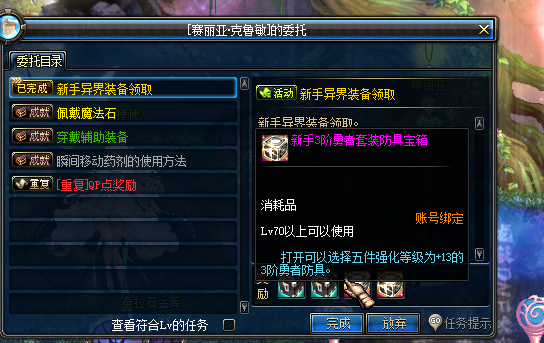 [赛丽亚·克鲁敏]的委托
委托目录
已完成 新手异界装备领取
成就 佩戴魔法石
成就 穿戴辅助装备
成就 瞬间移动药剂的使用方法
重复 [重复]QP点奖励
查看符合Lv的任务
活动 新手异界装备领取
新手异界装备领取。
新手3阶勇者套装防具宝箱
消耗品
账号绑定
Lv70以上可以使用
打开可以选择五件强化等级为+13的
3阶勇者防具。
奖
励
完成
放弃
GO 任务提示